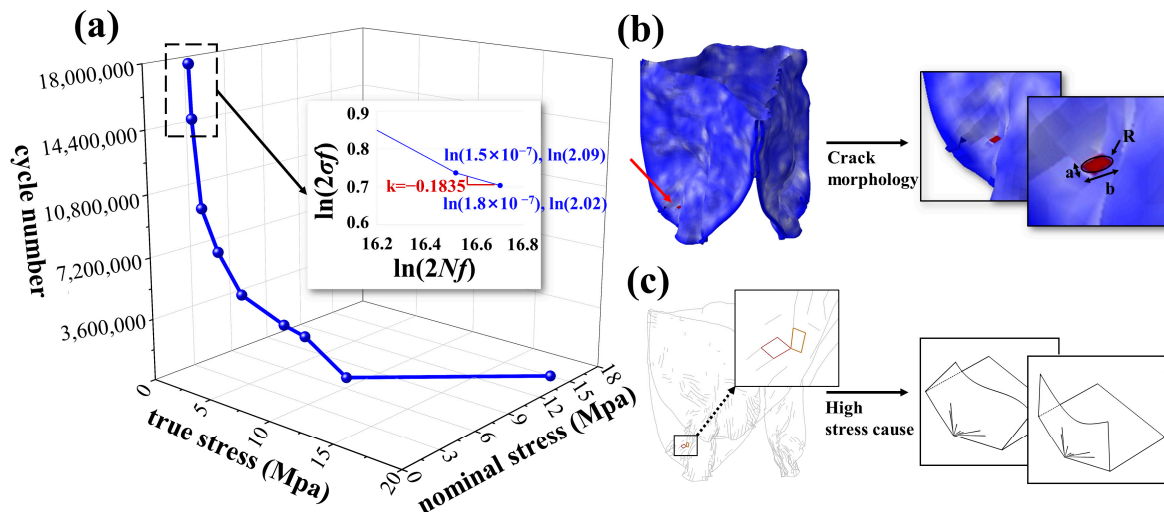 (a)
18,000,000
14,400,000
10,800,000
7,200,000
3,600,000
cycle number
0
5
10
15
20
true stress (Mpa)
0
3
6
9
12
15
18
nominal stress (Mpa)
0.9
0.8
0.7
0.6
ln(2σf)
ln(1.5×10⁻⁷), ln(2.09)
k=−0.1835
ln(1.8×10⁻⁷), ln(2.02)
16.2
16.4
16.6
16.8
ln(2Nf)
(b)
Crack
morphology
R
a
b
(c)
High
stress cause